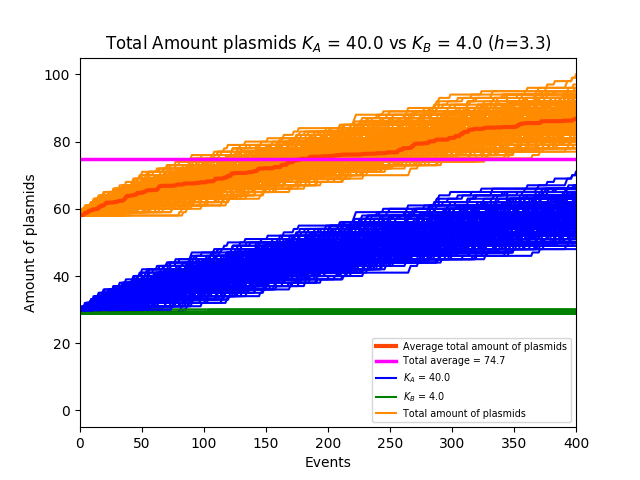 Total Amount plasmids K_A = 40.0 vs K_B = 4.0 (h=3.3)
100
80
60
40
20
0
Amount of plasmids
Average total amount of plasmids
Total average = 74.7
K_A = 40.0
K_B = 4.0
Total amount of plasmids
0 50 100 150 200 250 300 350 400
Events